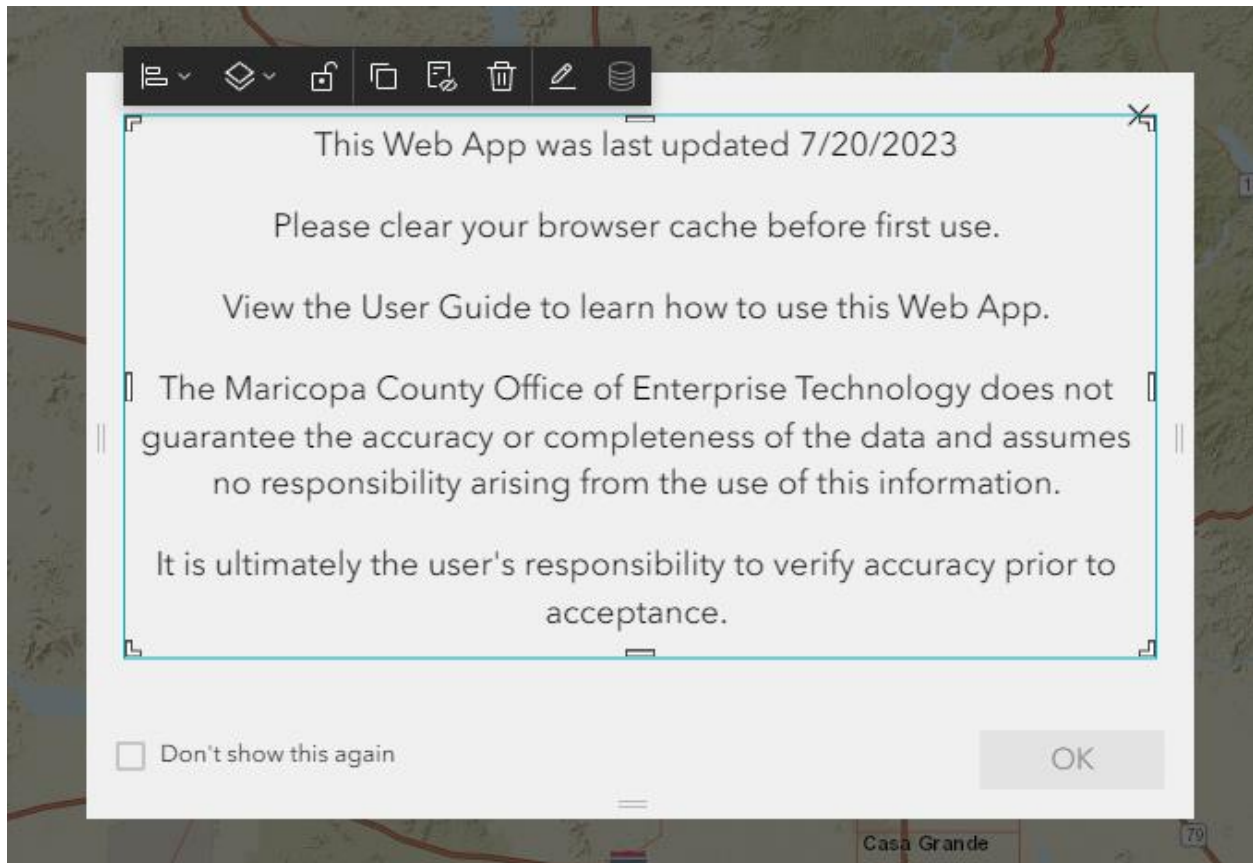 This Web App was last updated 7/20/2023
Please clear your browser cache before first use.
View the User Guide to learn how to use this Web App.
The Maricopa County Office of Enterprise Technology does not
guarantee the accuracy or completeness of the data and assumes
no responsibility arising from the use of this information.
It is ultimately the user's responsibility to verify accuracy prior to
acceptance.
Don't show this again
OK
1
Casa Grande
79